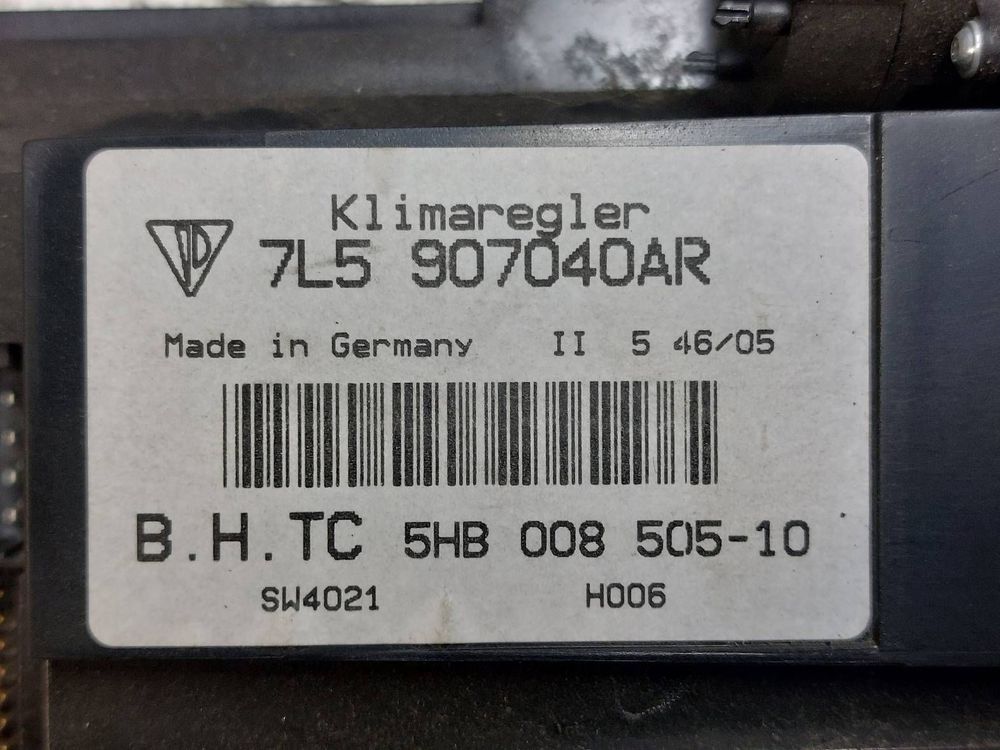 Klimaregler
7L5 907040AR
Made in Germany II 5 46/05
B.H.TC 5HB 008 505-10
SW4021 H006